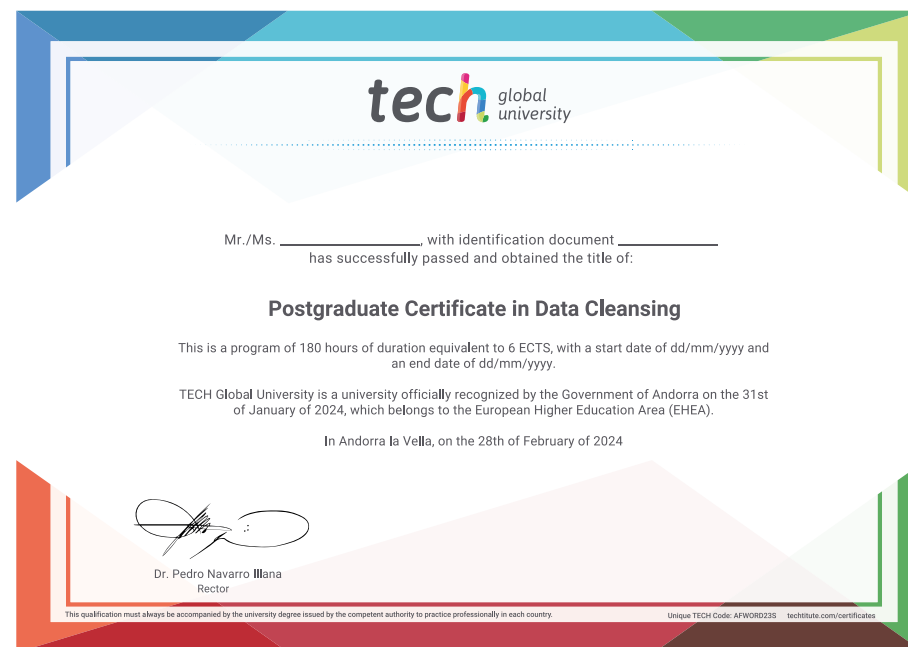 tech global university
Mr./Ms. ____________, with identification document ____________
has successfully passed and obtained the title of:
Postgraduate Certificate in Data Cleansing
This is a program of 180 hours of duration equivalent to 6 ECTS, with a start date of dd/mm/yyyy and
an end date of dd/mm/yyyy.
TECH Global University is a university officially recognized by the Government of Andorra on the 31st
of January of 2024, which belongs to the European Higher Education Area (EHEA).
In Andorra la Vella, on the 28th of February of 2024
Dr. Pedro Navarro Illana
Rector
This qualification must always be accompanied by the university degree issued by the competent authority to practice professionally in each country.
Unique TECH Code: AFWORD23S techtitute.com/certificates